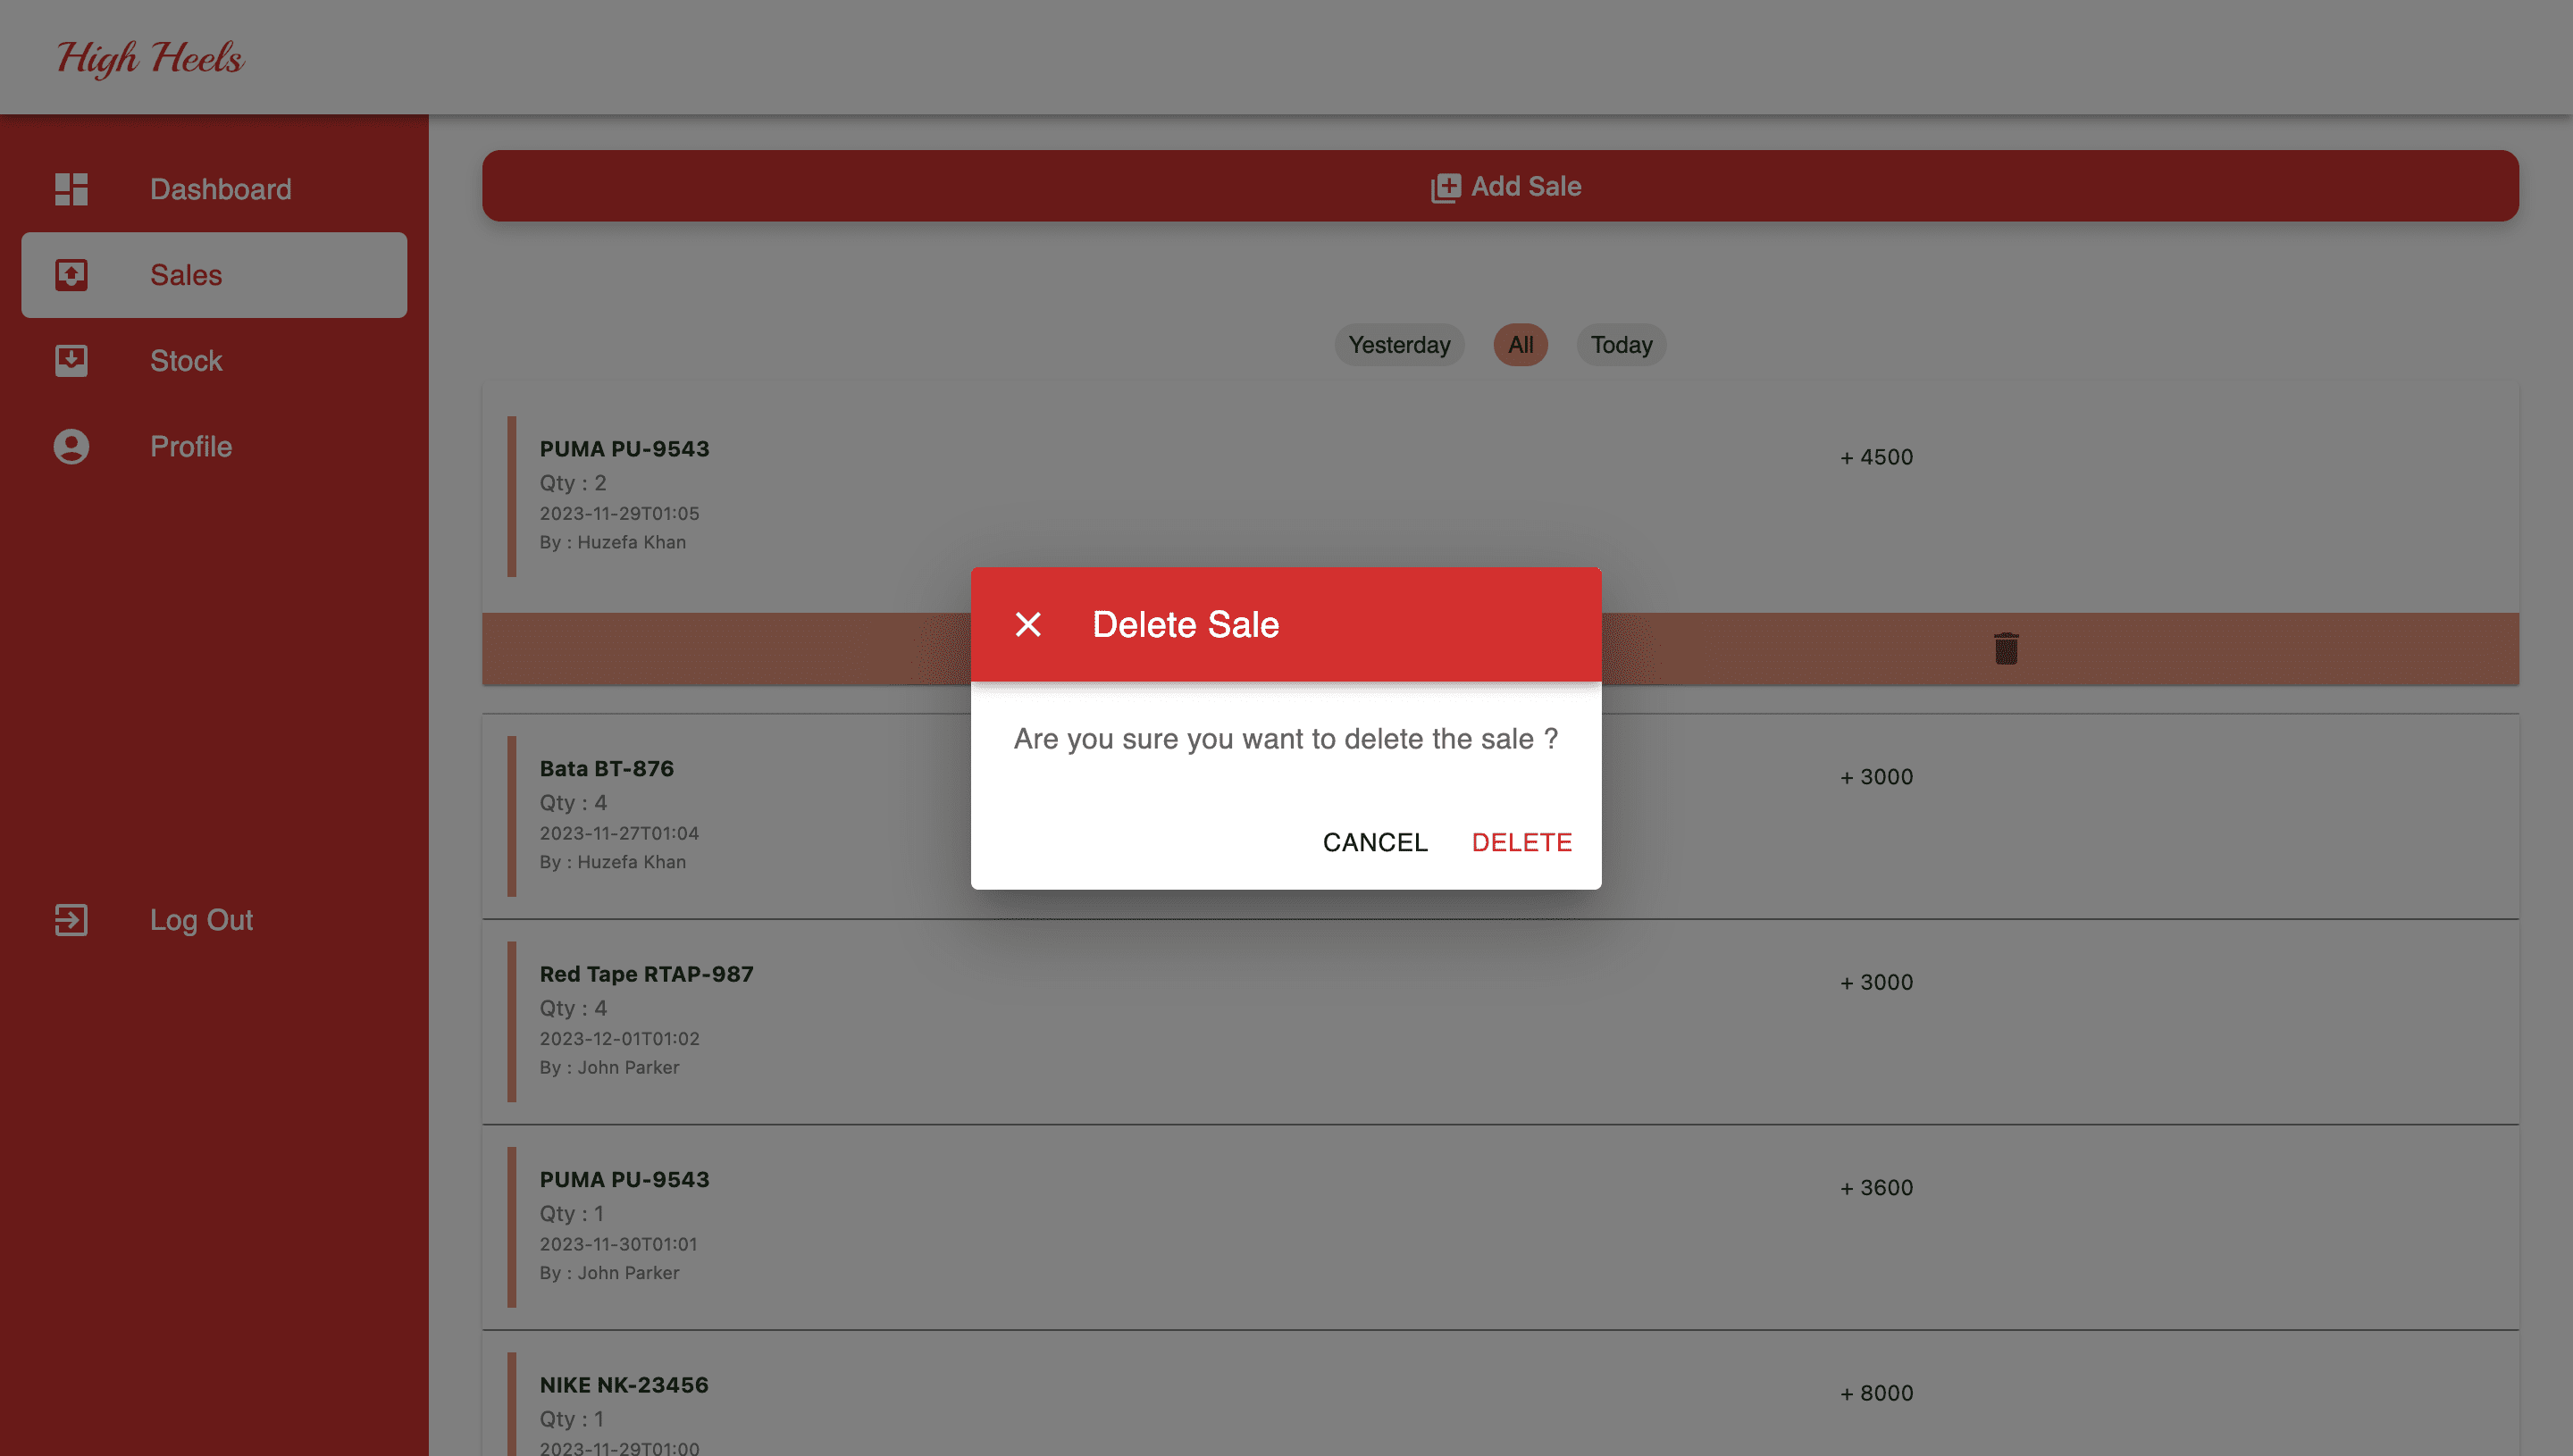 High Heels
Dashboard
Sales
Stock
Profile
Log Out
Add Sale
Yesterday All Today
PUMA PU-9543
+ 4500
Qty : 2
2023-11-29T01:05
By : Huzefa Khan
Delete Sale
Are you sure you want to delete the sale ?
CANCEL DELETE
Bata BT-876
+ 3000
Qty : 4
2023-11-27T01:04
By : Huzefa Khan
Red Tape RTAP-987
+ 3000
Qty : 4
2023-12-01T01:02
By : John Parker
PUMA PU-9543
+ 3600
Qty : 1
2023-11-30T01:01
By : John Parker
NIKE NK-23456
+ 8000
Qty : 1
2023-11-29T01:00